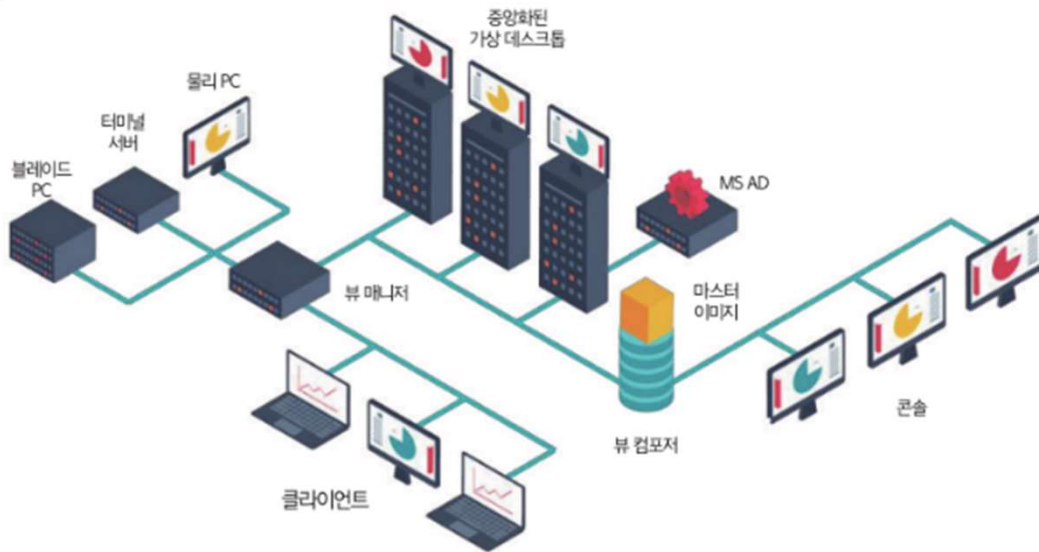 중앙화된
가상 데스크톱
물리 PC
터미널
서버
블레이드
PC
MS AD
뷰 매니저
마스터
이미지
콘솔
뷰 컴포저
클라이언트